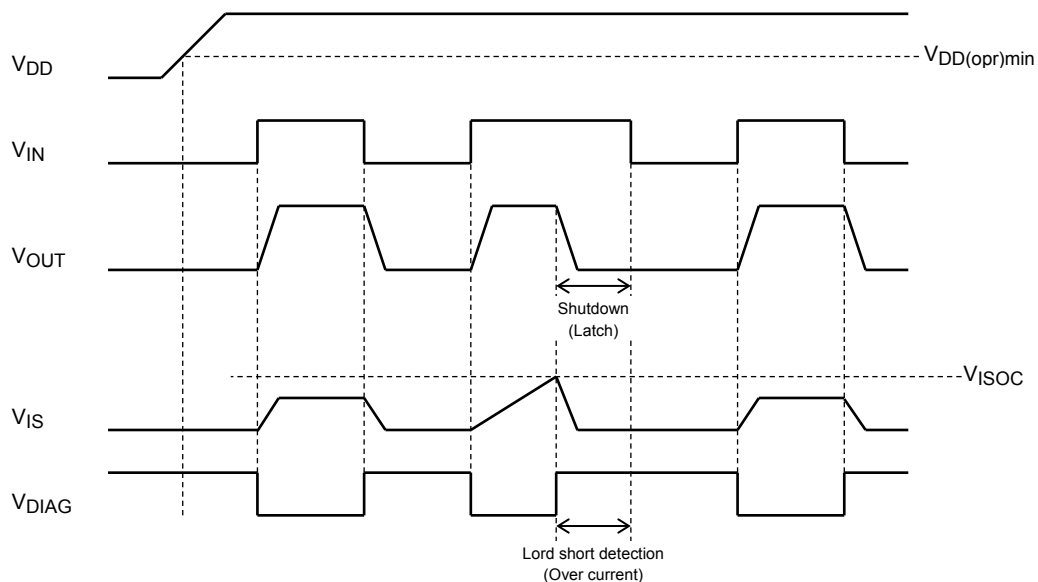 VDD
VDD(opr)min
VIN
VOUT
Shutdown
(Latch)
VISOC
VIS
VDIAG
Lord short detection
(Over current)